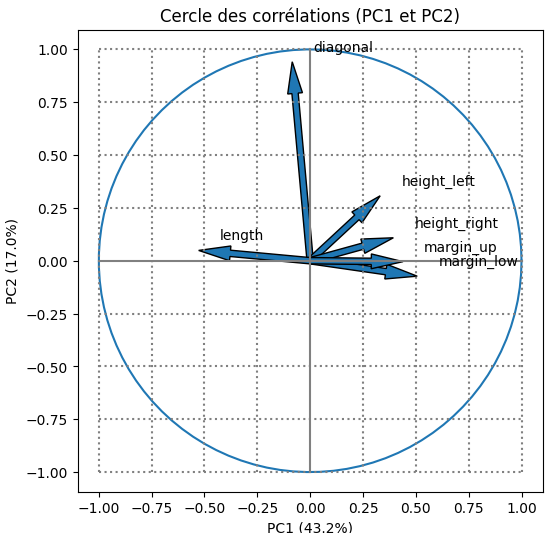 Cercle des corrélations (PC1 et PC2)
diagonal
1.00
0.75
0.50
height_left
0.25
height_right
length
margin_up
0.00
margin_low
PC2 (17.0%)
−0.25
−0.50
−0.75
−1.00
−1.00 −0.75 −0.50 −0.25 0.00 0.25 0.50 0.75 1.00
PC1 (43.2%)